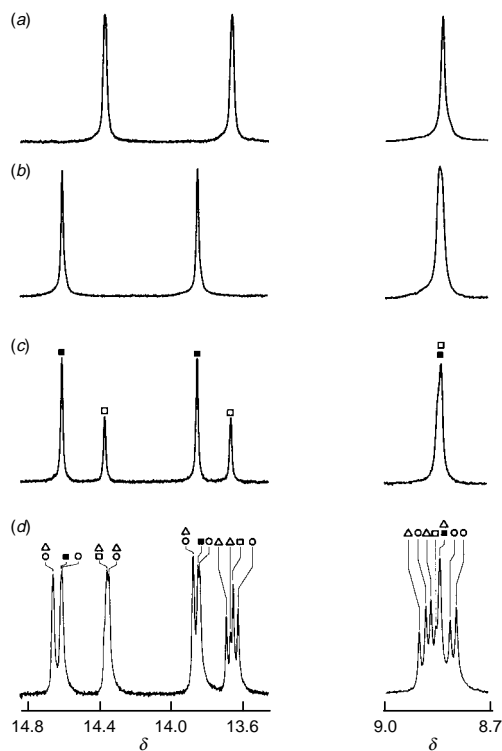 (a)
(b)
(c)
■ □ ■ □ □
■
(d)
△ ○ ■ ○ △ □ △ ○ △ ○ ■ ○ △ △ □ ○ △ ○ △ □ △ ■ ○ ○
14.8 14.4 14.0 13.6 9.0 8.7
δ δ